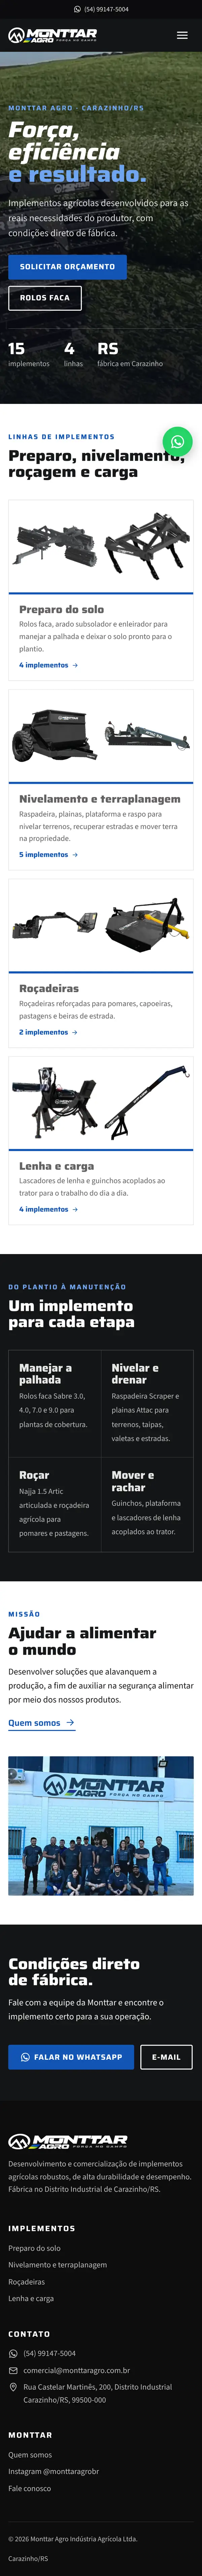 (54) 99147-5004
MONTTAR
AGRO FORÇA NO CAMPO
MONTTAR AGRO · CARAZINHO/RS
Força,
eficiência
e resultado.
Implementos agrícolas desenvolvidos para as
reais necessidades do produtor, com
condições direto de fábrica.
SOLICITAR ORÇAMENTO
ROLOS FACA
15 4 RS
implementos linhas fábrica em Carazinho
LINHAS DE IMPLEMENTOS
Preparo, nivelamento,
roçagem e carga
Preparo do solo
Rolos faca, arado subsolador e enleirador para
manejar a palhada e deixar o solo pronto para o
plantio.
4 implementos →
Nivelamento e terraplanagem
Raspadeira, plainas, plataforma e raspo para
nivelar terrenos, recuperar estradas e mover terra
na propriedade.
5 implementos →
Roçadeiras
Roçadeiras reforçadas para pomares, capoeiras,
pastagens e beiras de estrada.
2 implementos →
Lenha e carga
Lascadores de lenha e guinchos acoplados ao
trator para o trabalho do dia a dia.
4 implementos →
DO PLANTIO À MANUTENÇÃO
Um implemento
para cada etapa
Manejar a
palhada
Rolos faca Sabre 3.0,
4.0, 7.0 e 9.0 para
plantas de cobertura.
Nivelar e
drenar
Raspadeira Scraper e
plainas Attac para
terrenos, taipas,
valetas e estradas.
Roçar
Najja 1.5 Artic
articulada e roçadeira
agrícola para
pomares e pastagens.
Mover e
rachar
Guinchos, plataforma
e lascadores de lenha
acoplados ao trator.
MISSÃO
Ajudar a alimentar
o mundo
Desenvolver soluções que alavanquem a
produção, a fim de auxiliar na segurança alimentar
por meio dos nossos produtos.
Quem somos →
MONTTAR
AGRO FORÇA NO CAMPO
Condições direto
de fábrica.
Fale com a equipe da Monttar e encontre o
implemento certo para a sua operação.
FALAR NO WHATSAPP
E-MAIL
MONTTAR
AGRO FORÇA NO CAMPO
Desenvolvimento e comercialização de implementos
agrícolas robustos, de alta durabilidade e desempenho.
Fábrica no Distrito Industrial de Carazinho/RS.
IMPLEMENTOS
Preparo do solo
Nivelamento e terraplanagem
Roçadeiras
Lenha e carga
CONTATO
(54) 99147-5004
comercial@monttaragro.com.br
Rua Castelar Martinês, 200, Distrito Industrial
Carazinho/RS, 99500-000
MONTTAR
Quem somos
Instagram @monttaragrobr
Fale conosco
© 2026 Monttar Agro Indústria Agrícola Ltda.
Carazinho/RS